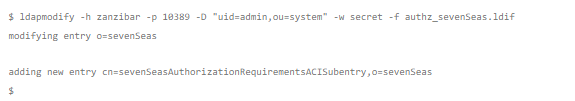 $ ldapmodify -h zanzibar -p 10389 -D "uid=admin,ou=system" -w secret -f authz_sevenSeas.ldif
modifying entry o=sevenSeas
adding new entry cn=sevenSeasAuthorizationRequirementsACISubentry,o=sevenSeas
$